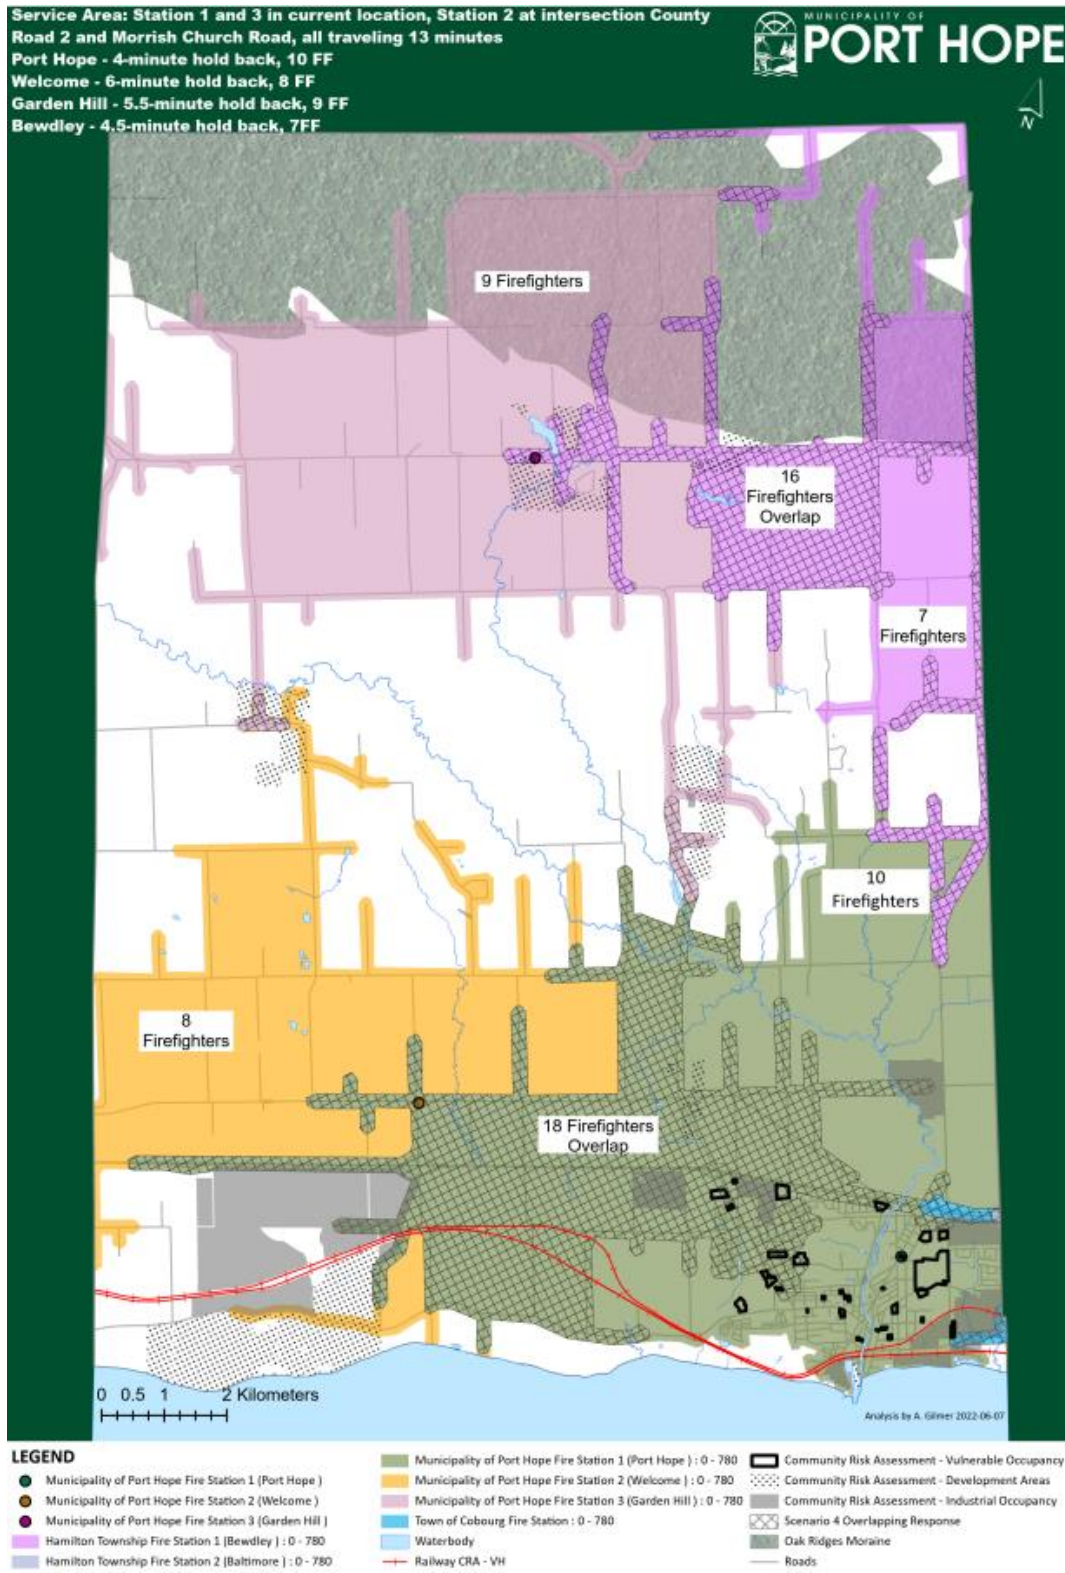 Service Area: Station 1 and 3 in current location, Station 2 at intersection County
Road 2 and Morrish Church Road, all traveling 13 minutes
Port Hope - 4-minute hold back, 10 FF
Welcome - 6-minute hold back, 8 FF
Garden Hill - 5.5-minute hold back, 9 FF
Bewdley - 4.5-minute hold back, 7FF
MUNICIPALITY OF
PORT HOPE
N
9 Firefighters
16
Firefighters
Overlap
7
Firefighters
10
Firefighters
8
Firefighters
18 Firefighters
Overlap
0 0.5 1 2 Kilometers
Analysis by A. Gilmer 2022-06-07
LEGEND
Municipality of Port Hope Fire Station 1 (Port Hope )
Municipality of Port Hope Fire Station 2 (Welcome )
Municipality of Port Hope Fire Station 3 (Garden Hill )
Hamilton Township Fire Station 1 (Bewdley ) : 0 - 780
Hamilton Township Fire Station 2 (Baltimore ) : 0 - 780
Municipality of Port Hope Fire Station 1 (Port Hope ) : 0 - 780
Municipality of Port Hope Fire Station 2 (Welcome ) : 0 - 780
Municipality of Port Hope Fire Station 3 (Garden Hill ) : 0 - 780
Town of Cobourg Fire Station : 0 - 780
Waterbody
Railway CRA - VH
Community Risk Assessment - Vulnerable Occupancy
Community Risk Assessment - Development Areas
Community Risk Assessment - Industrial Occupancy
Scenario 4 Overlapping Response
Oak Ridges Moraine
Roads